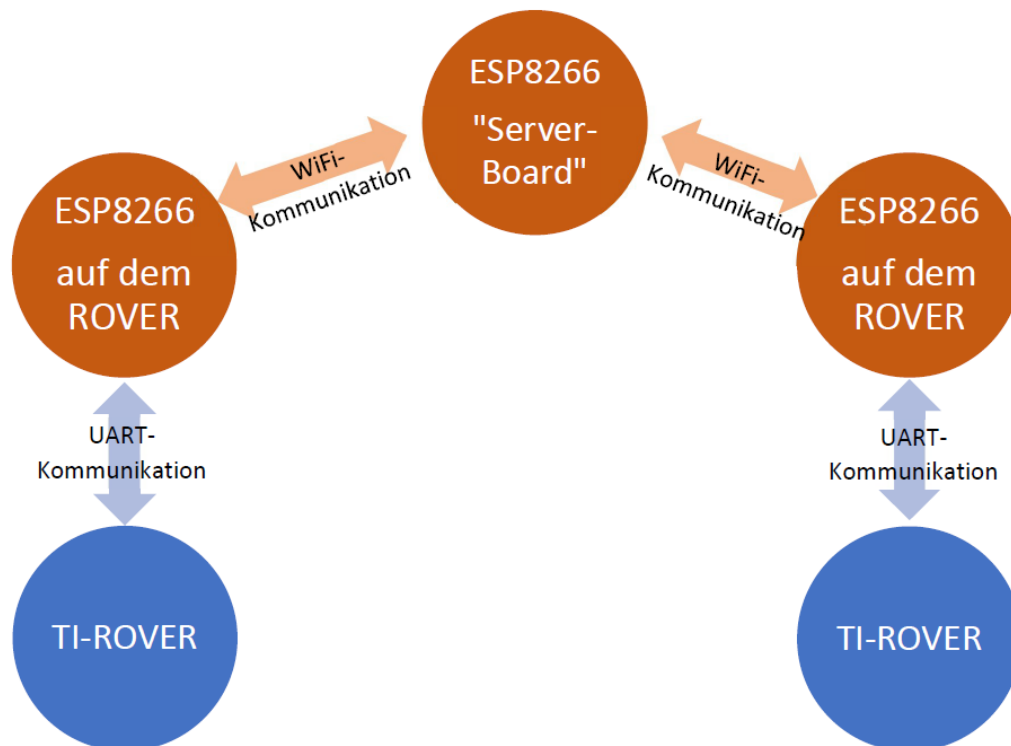 ESP8266
"Server-
Board"
WiFi-
Kommunikation
WiFi-
Kommunikation
ESP8266
auf dem
ROVER
ESP8266
auf dem
ROVER
UART-
Kommunikation
UART-
Kommunikation
TI-ROVER
TI-ROVER